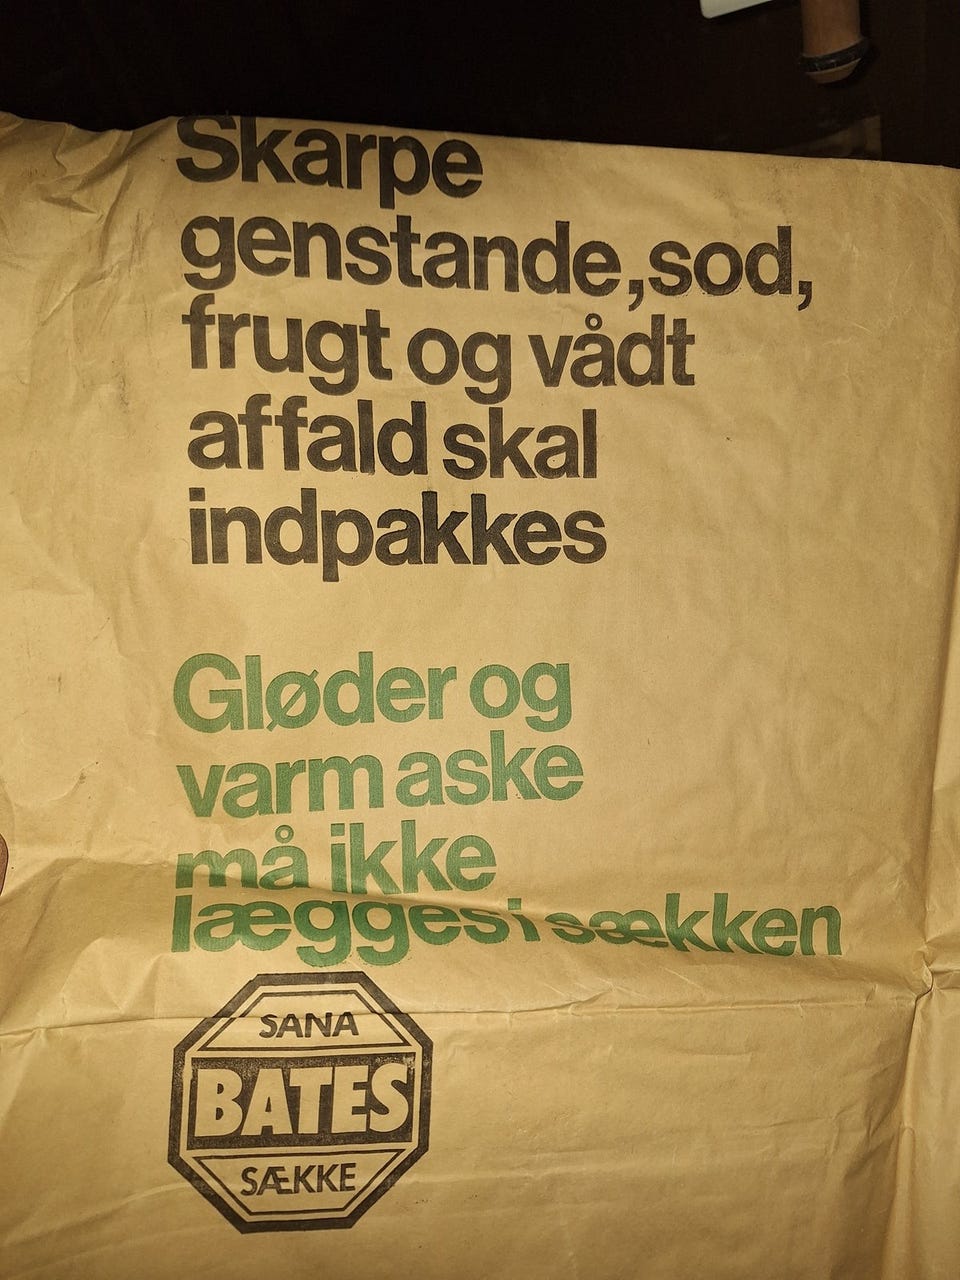 Skarpe
genstande, sod,
frugt og vådt
affald skal
indpakkes
Gløder og
varm aske
må ikke
lægges i sækken
SANA
BATES
SÆKKE